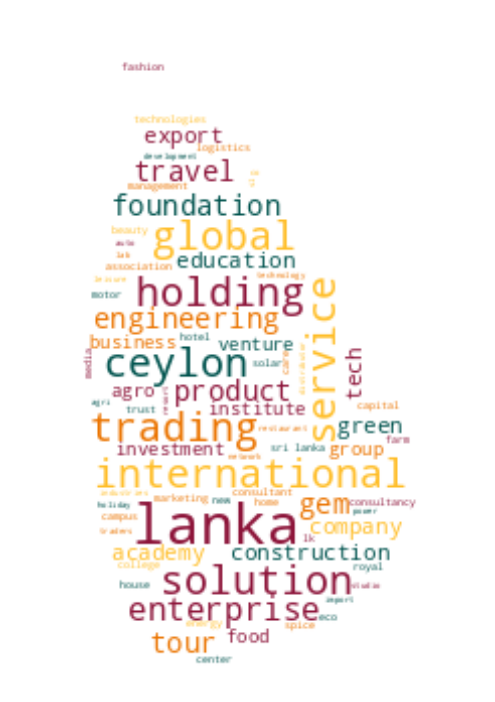 fashion
technologies
export
logistics
development
travel
management
foundation
beauty
global
auto
lab
education
association
technology
leisure
holding
motor
service
engineering
business
hotel
venture
media
ceylon
solar
care
distributor
tech
agro
resort
product
agri
trust
institute
capital
trading
restaurant
green
farm
investment
network
sri lanka
group
international
industries
consultant
holiday
marketing
new
home
gem
consultancy
power
campus
lanka
company
traders
lk
academy
construction
college
royal
house
solution
studio
import
enterprise
eco
energy
spice
tour
food
center